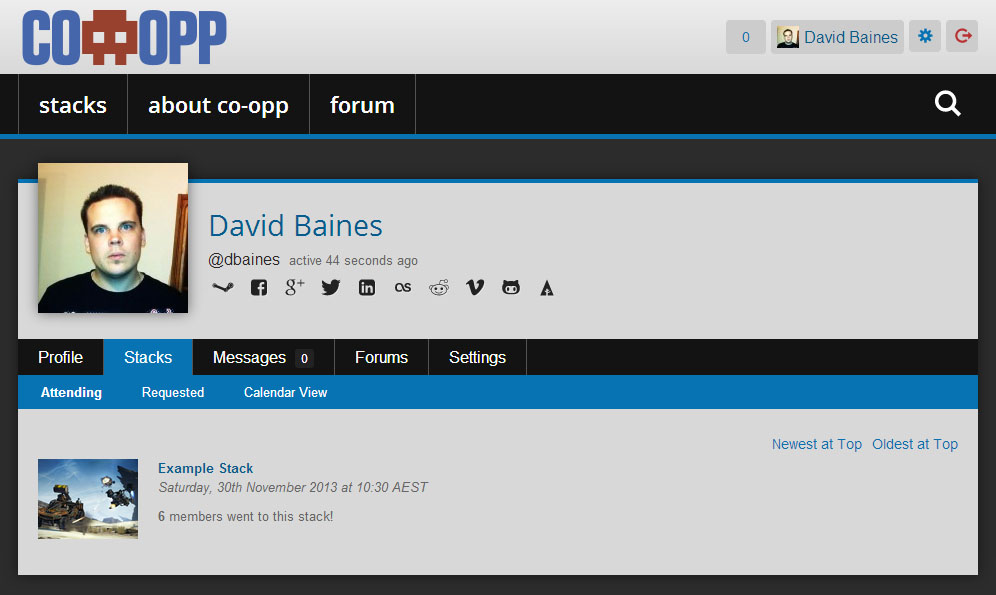 CO OPP
0 David Baines
stacks about co-opp forum
David Baines
@dbaines active 44 seconds ago
Profile Stacks Messages 0 Forums Settings
Attending Requested Calendar View
Newest at Top Oldest at Top
Example Stack
Saturday, 30th November 2013 at 10:30 AEST
6 members went to this stack!